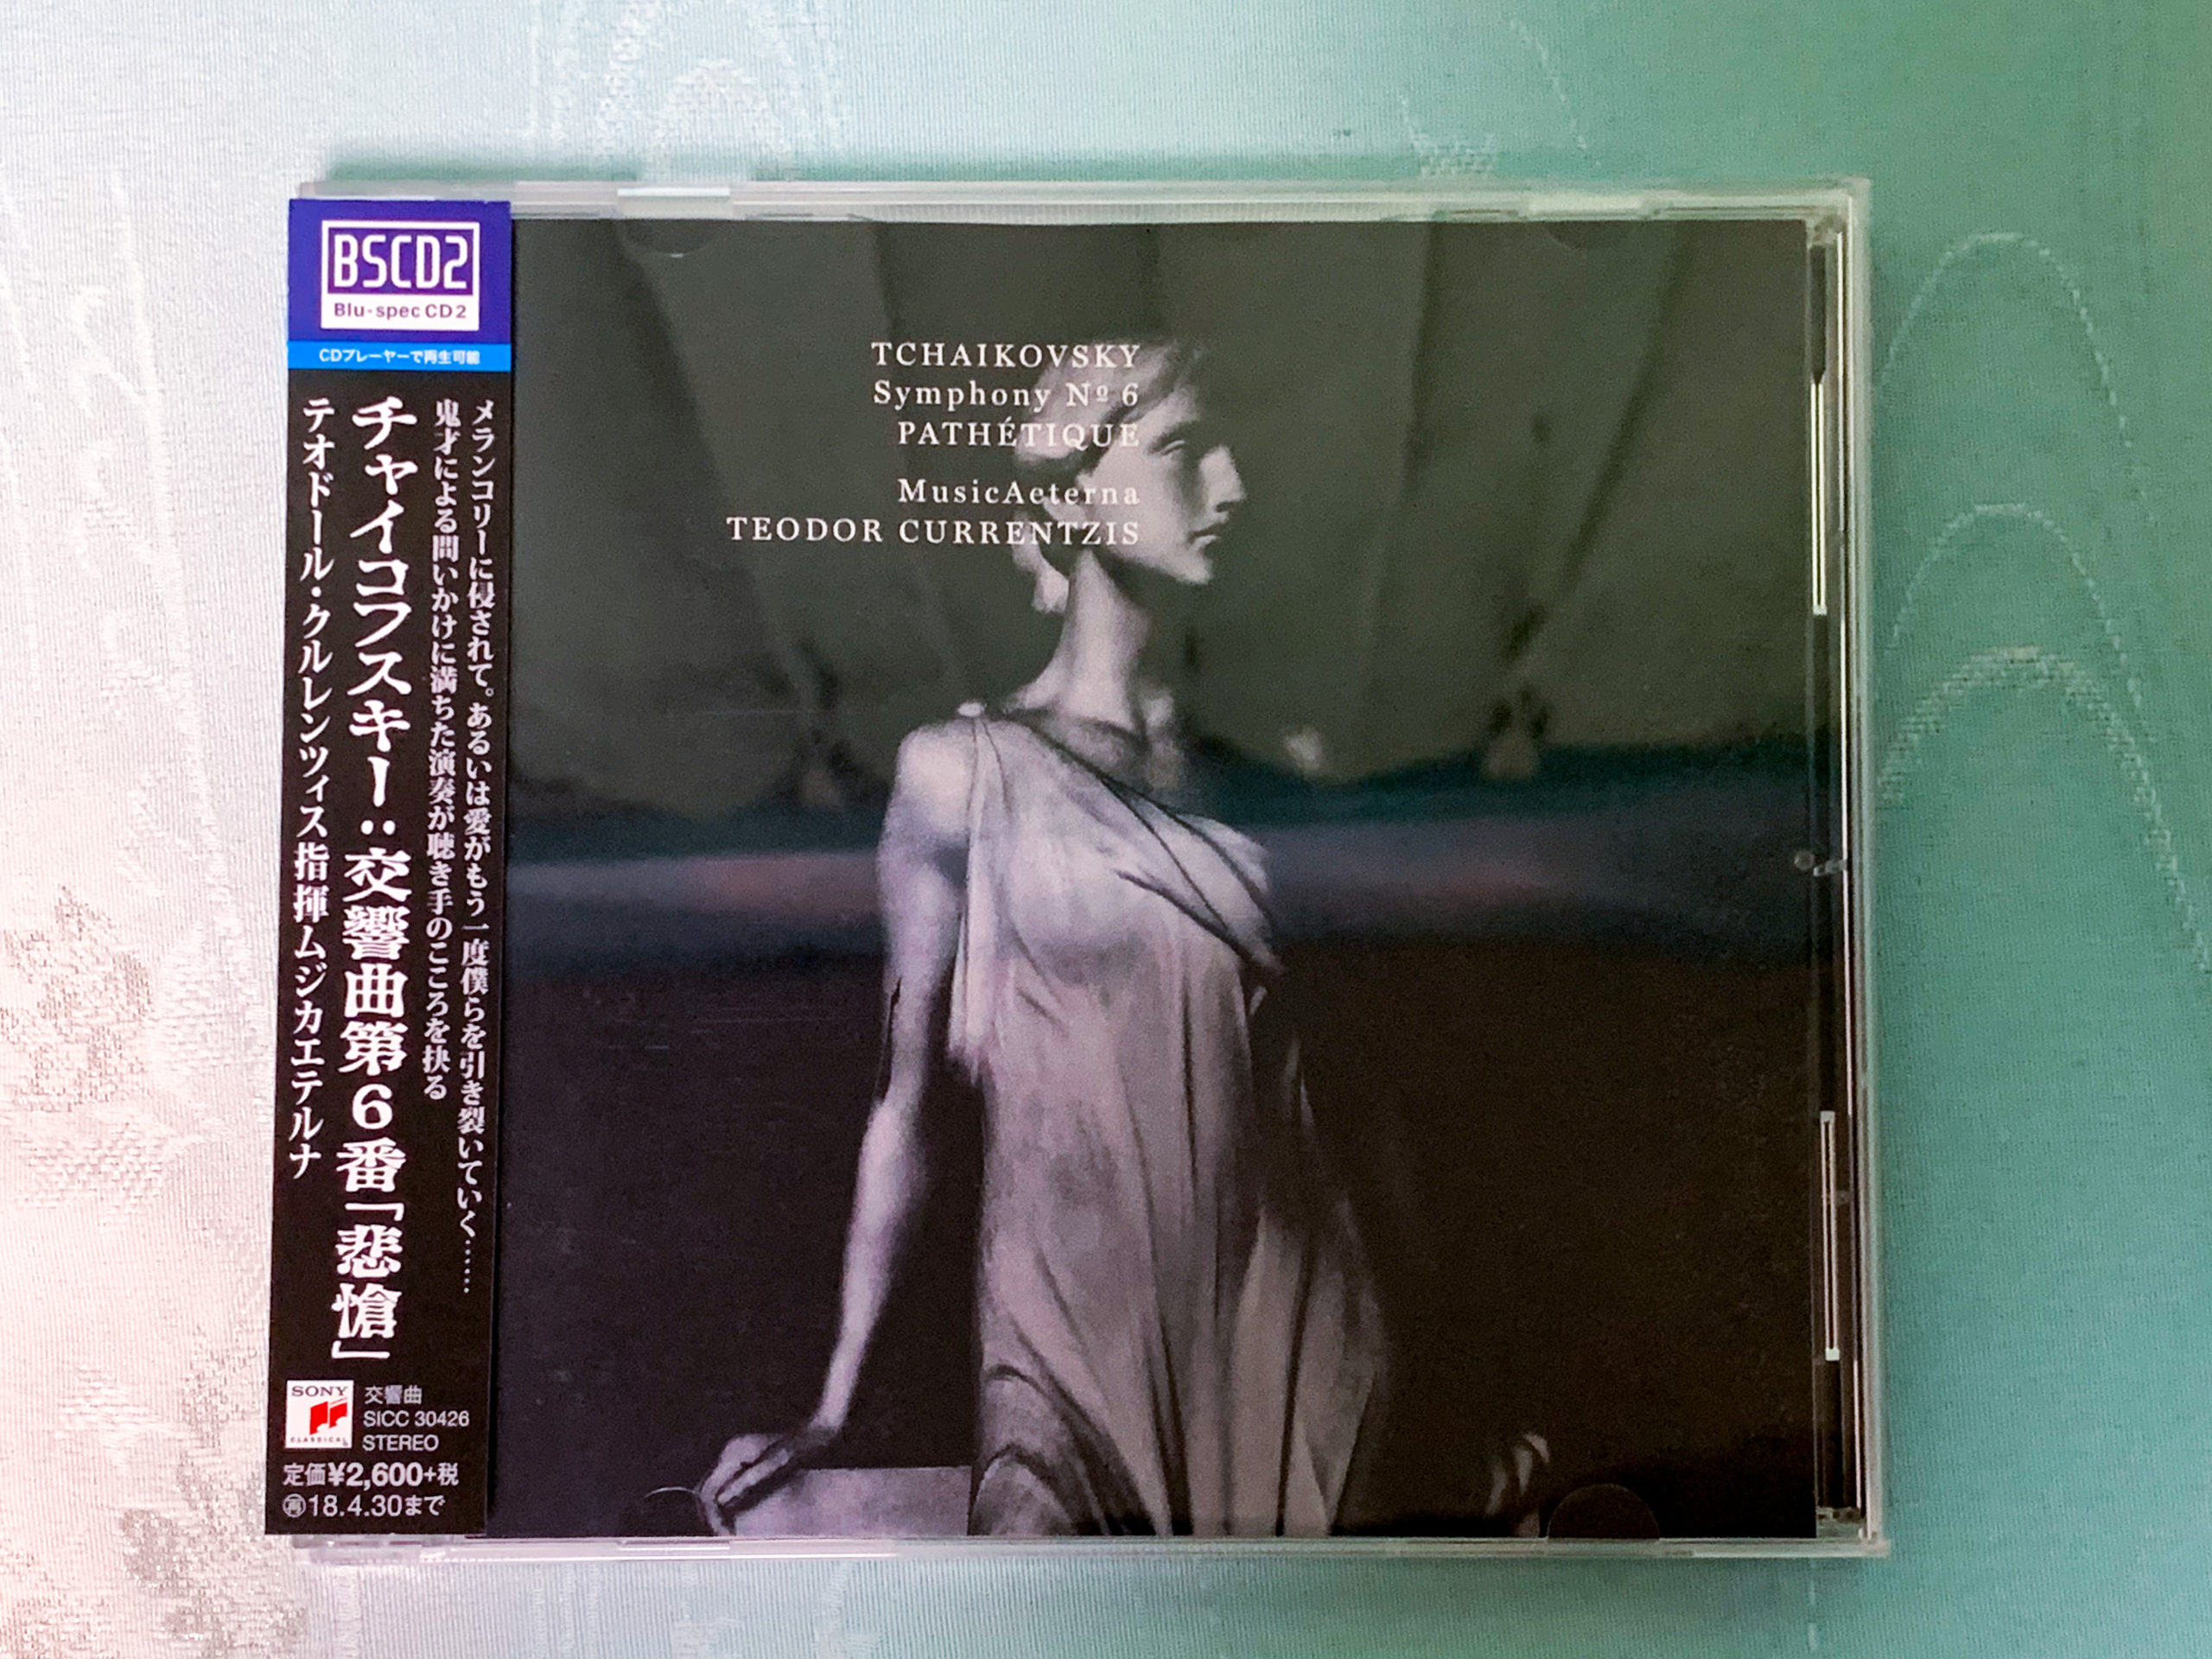 BSCD2
Blu-spec CD2
CDプレーヤーで再生可能
メランコリーに侵されて。あるいは愛がもう一度僕らを引き裂いていく……
鬼才による問いかけに満ちた演奏が聴き手のこころを抉る
チャイコフスキー:交響曲第6番「悲愴」
テオドール・クルレンツィス指揮ムジカエテルナ
SONY
CLASSICAL
交響曲
SICC 30426
STEREO
定価¥2,600+税
㊢18.4.30まで
TCHAIKOVSKY
Symphony Nº 6
PATHÉTIQUE
MusicAeterna
TEODOR CURRENTZIS